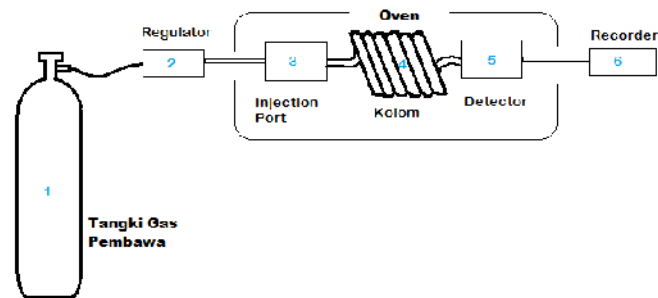 Oven
Regulator
Recorder
1
2
3
4
5
6
Injection
Port
Kolom
Detector
Tangki Gas
Pembawa